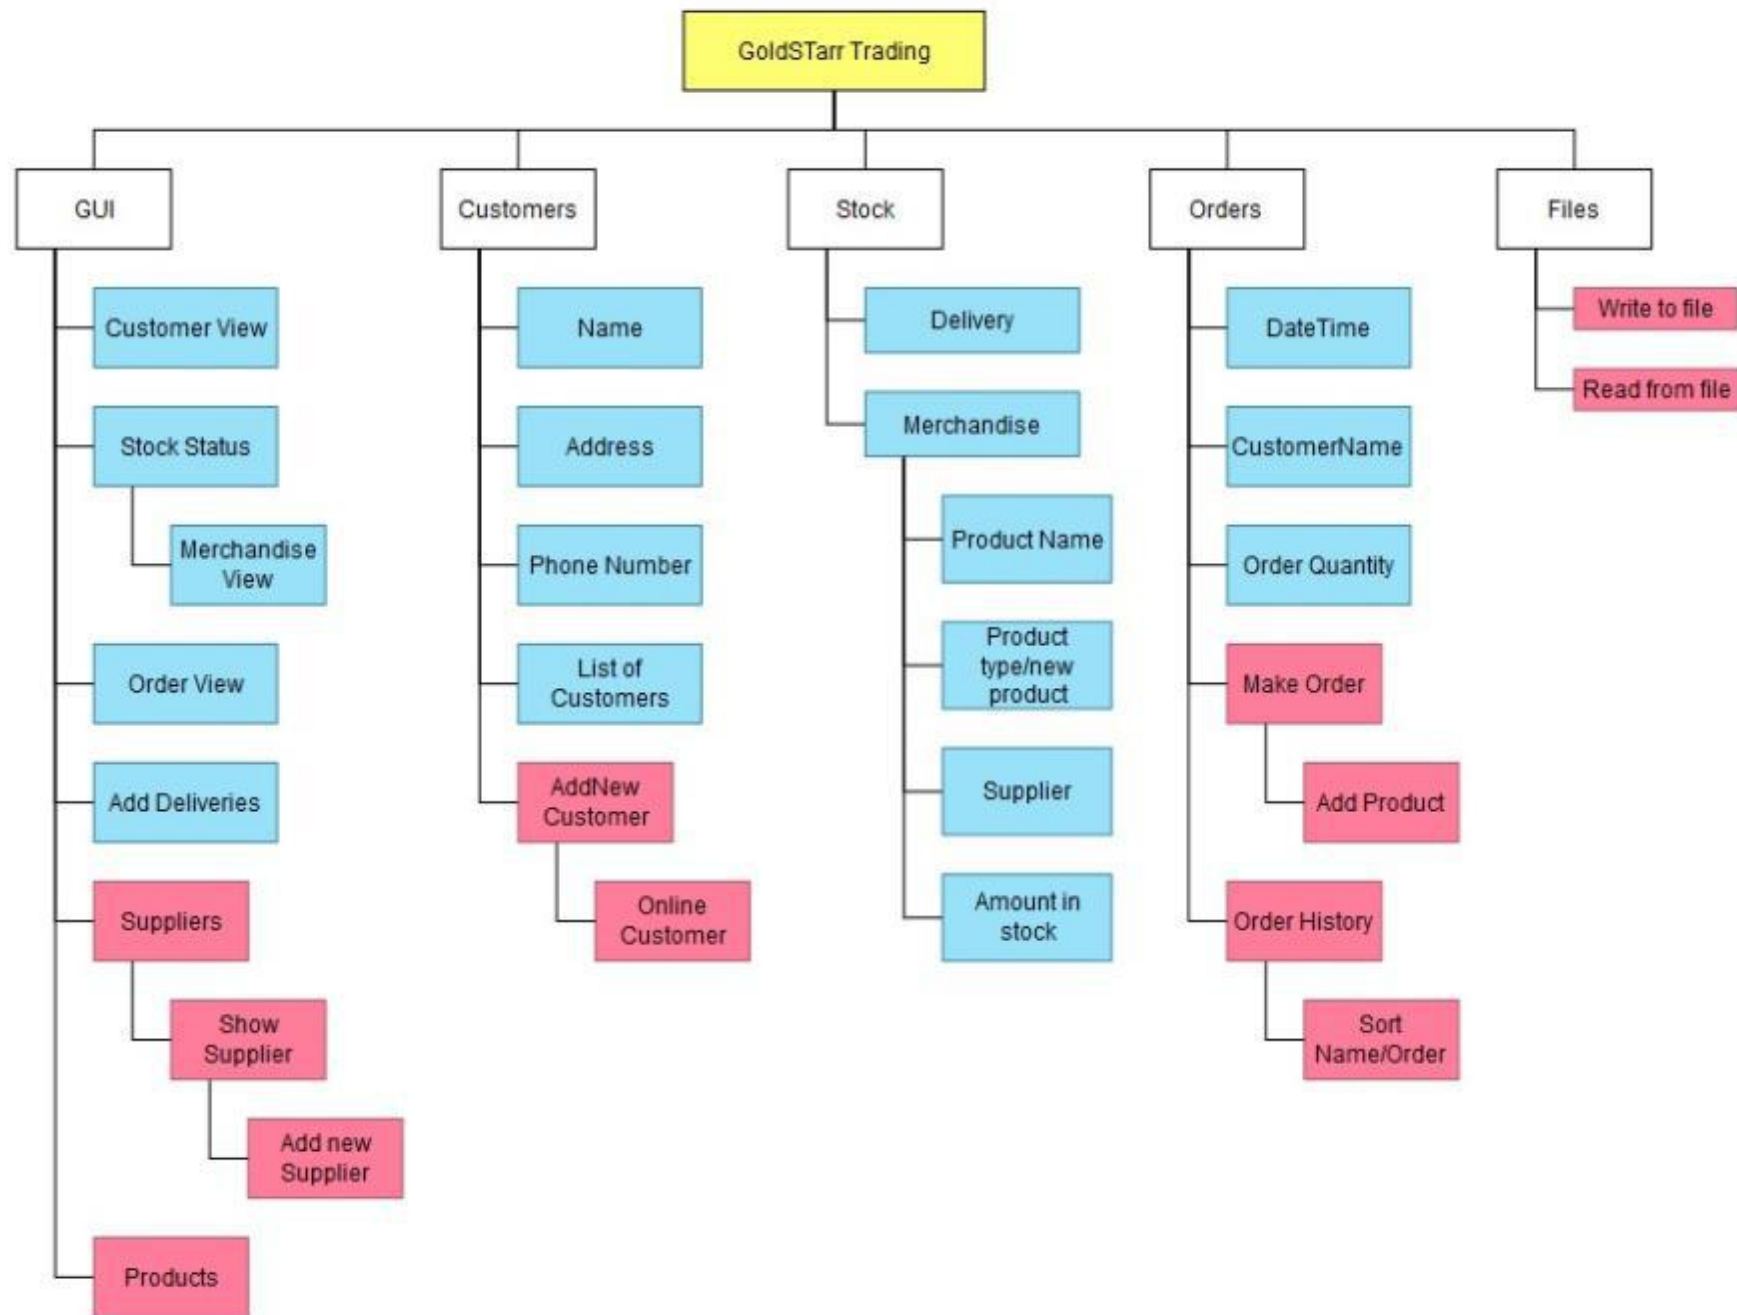 GoldSTarr Trading
GUI
Customers
Stock
Orders
Files
Customer View
Stock Status
Merchandise
View
Order View
Add Deliveries
Suppliers
Show
Supplier
Add new
Supplier
Products
Name
Address
Phone Number
List of
Customers
AddNew
Customer
Online
Customer
Delivery
Merchandise
Product Name
Product
type/new
product
Supplier
Amount in
stock
DateTime
CustomerName
Order Quantity
Make Order
Add Product
Order History
Sort
Name/Order
Write to file
Read from file